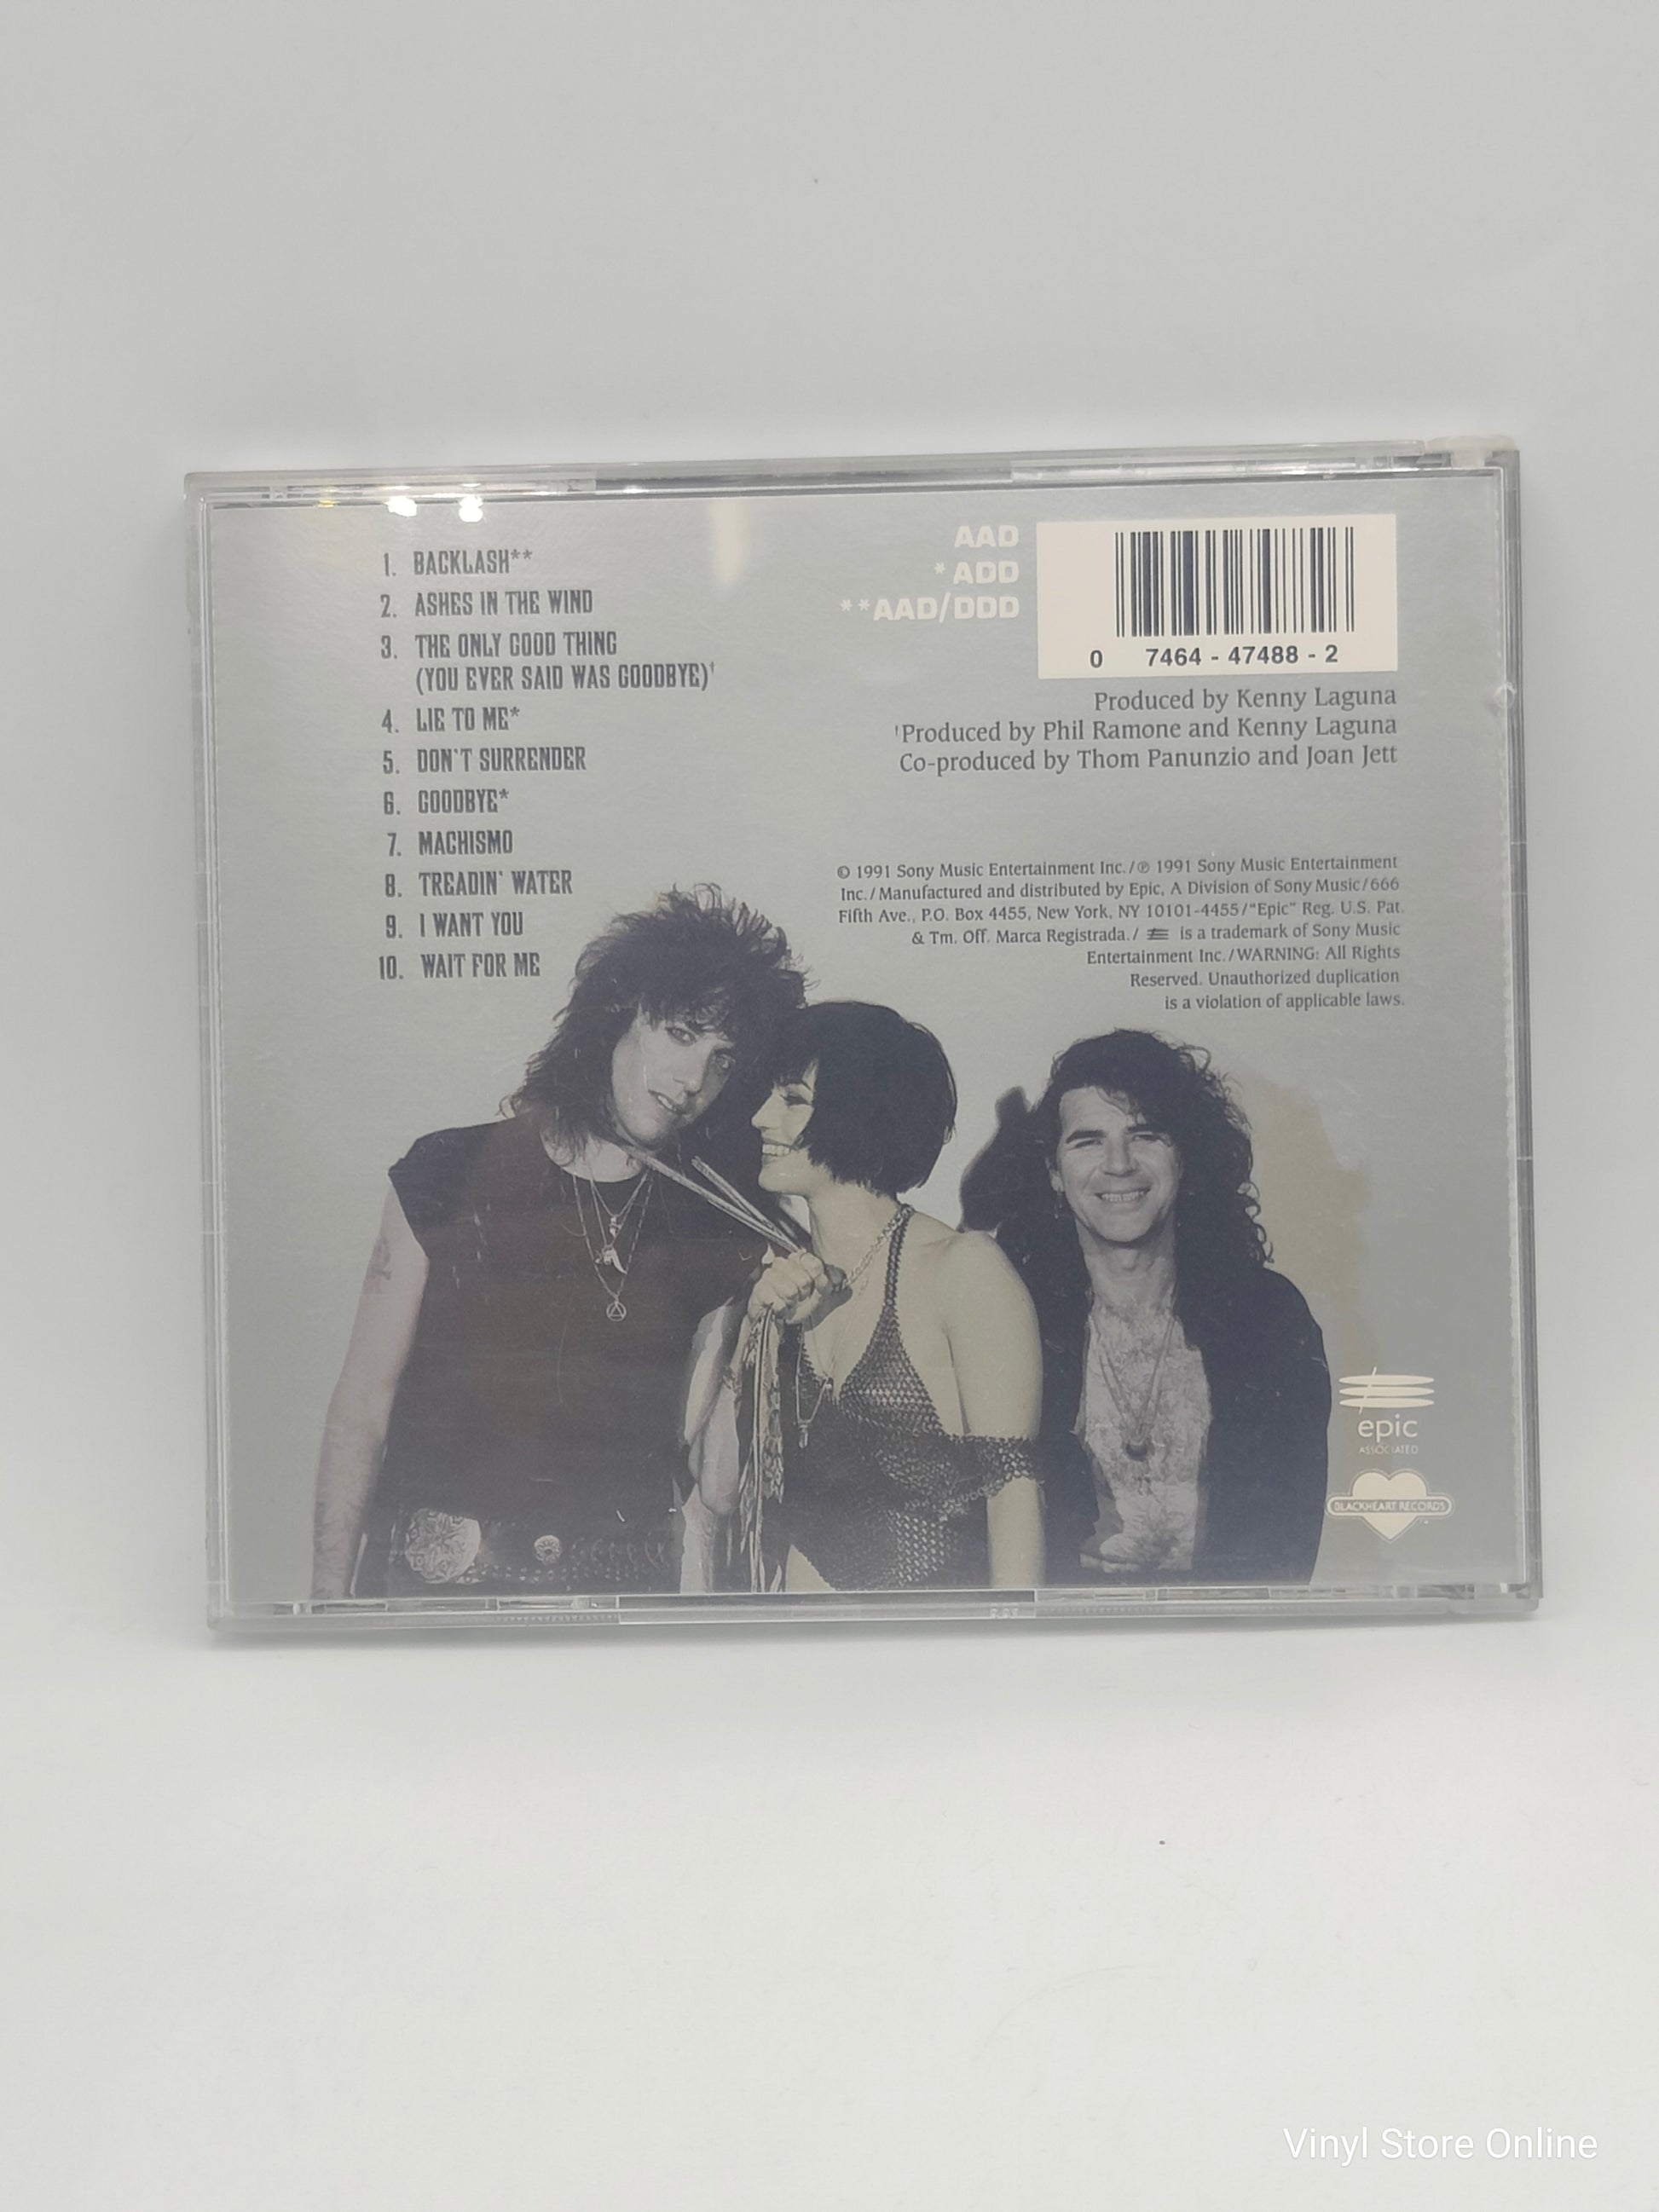 1. BACKLASH**
2. ASHES IN THE WIND
3. THE ONLY GOOD THING
(YOU EVER SAID WAS GOODBYE)†
4. LIE TO ME*
5. DON'T SURRENDER
6. GOODBYE*
7. MACHISMO
8. TREADIN' WATER
9. I WANT YOU
10. WAIT FOR ME
AAD
*ADD
**AAD/DDD
0 7464 - 47488 - 2
Produced by Kenny Laguna
†Produced by Phil Ramone and Kenny Laguna
Co-produced by Thom Panunzio and Joan Jett
© 1991 Sony Music Entertainment Inc./℗ 1991 Sony Music Entertainment
Inc./Manufactured and distributed by Epic, A Division of Sony Music/666
Fifth Ave., P.O. Box 4455, New York, NY 10101-4455/"Epic" Reg. U.S. Pat.
& Tm. Off. Marca Registrada./ is a trademark of Sony Music
Entertainment Inc./WARNING: All Rights
Reserved. Unauthorized duplication
is a violation of applicable laws.
epic
ASSOCIATED
BLACKHEART RECORDS
Vinyl Store Online